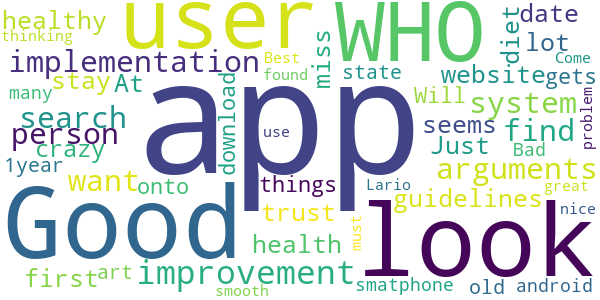 healthy user WHO miss diet date
thinking lot
implementation Best state website gets
many stay At found Come
search download app Will system
person use seems find problem
crazy Just Bad arguments
1year want onto things Lario guidelines great
Good trust must look nice
health
first art improvement smatphone old android
smooth